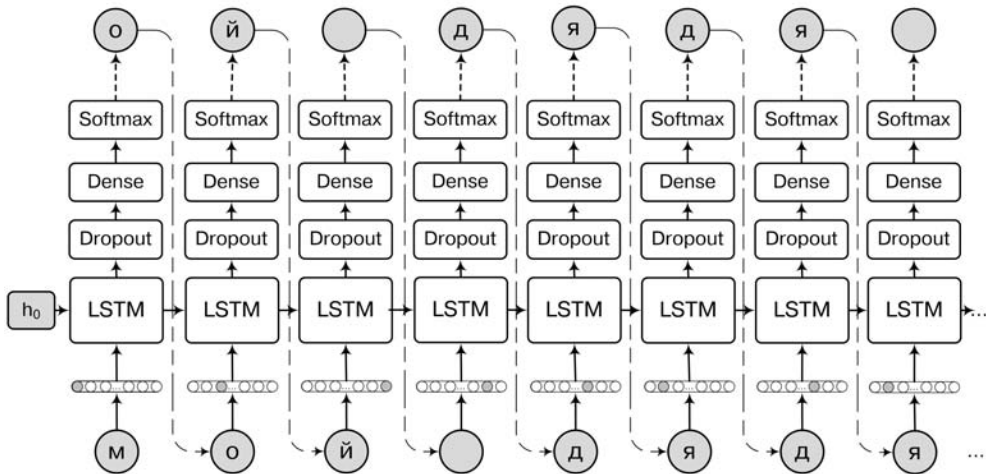 о й д я д я
Softmax Softmax Softmax Softmax Softmax Softmax Softmax Softmax
Dense Dense Dense Dense Dense Dense Dense Dense
Dropout Dropout Dropout Dropout Dropout Dropout Dropout Dropout
h₀ LSTM LSTM LSTM LSTM LSTM LSTM LSTM LSTM ...
... ... ... ... ... ... ... ...
м о й д я д я ...